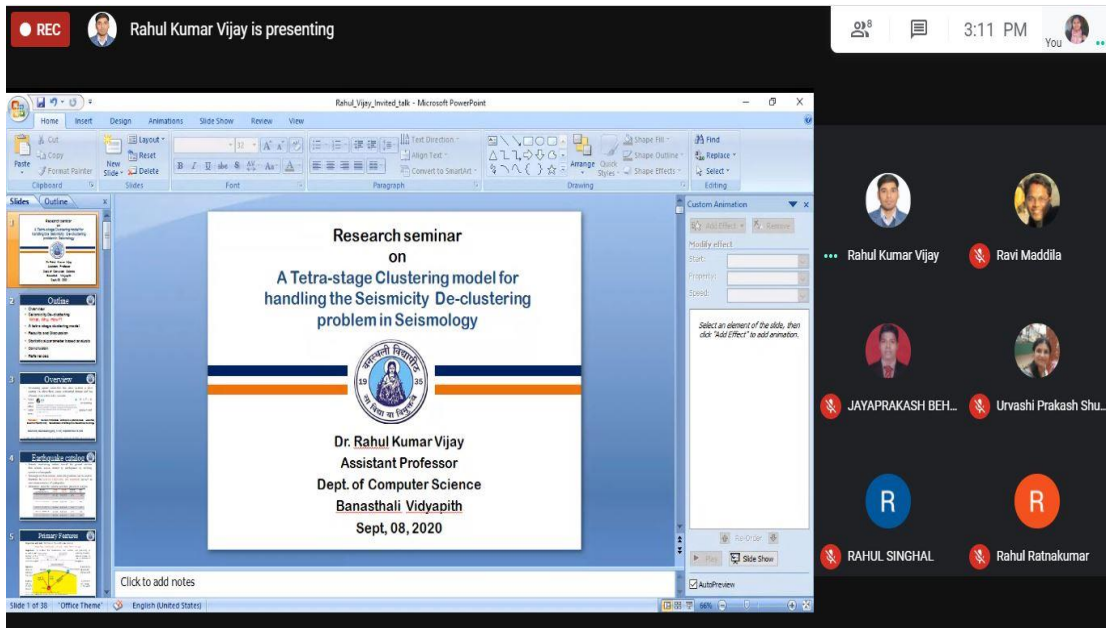 REC
Rahul Kumar Vijay is presenting
8
3:11 PM
You
Rahul_Vijay_Invited_talk - Microsoft PowerPoint
Home Insert Design Animations Slide Show Review View
Cut
Copy
Format Painter
Paste
Clipboard
New Slide
Layout
Reset
Delete
Slides
Font
Text Direction
Align Text
Convert to SmartArt
Paragraph
Arrange
Quick Styles
Shape Fill
Shape Outline
Shape Effects
Drawing
Find
Replace
Select
Editing
Slides Outline
1
2
Outline
3
Overview
4
Earthquake catalog
5
Primary Features
Research seminar
on
A Tetra-stage Clustering model for
handling the Seismicity De-clustering
problem in Seismology
वनस्थली विद्यापीठ
19 35
सा विद्या या विमुक्तये
Dr. Rahul Kumar Vijay
Assistant Professor
Dept. of Computer Science
Banasthali Vidyapith
Sept, 08, 2020
Click to add notes
Custom Animation
Add Effect Remove
Modify effect
Start:
Property:
Speed:
Select an element of the slide, then
click "Add Effect" to add animation.
Re-Order
Play Slide Show
AutoPreview
Slide 1 of 38 "Office Theme" English (United States)
66%
Rahul Kumar Vijay
Ravi Maddila
JAYAPRAKASH BEH...
Urvashi Prakash Shu...
R
RAHUL SINGHAL
R
Rahul Ratnakumar